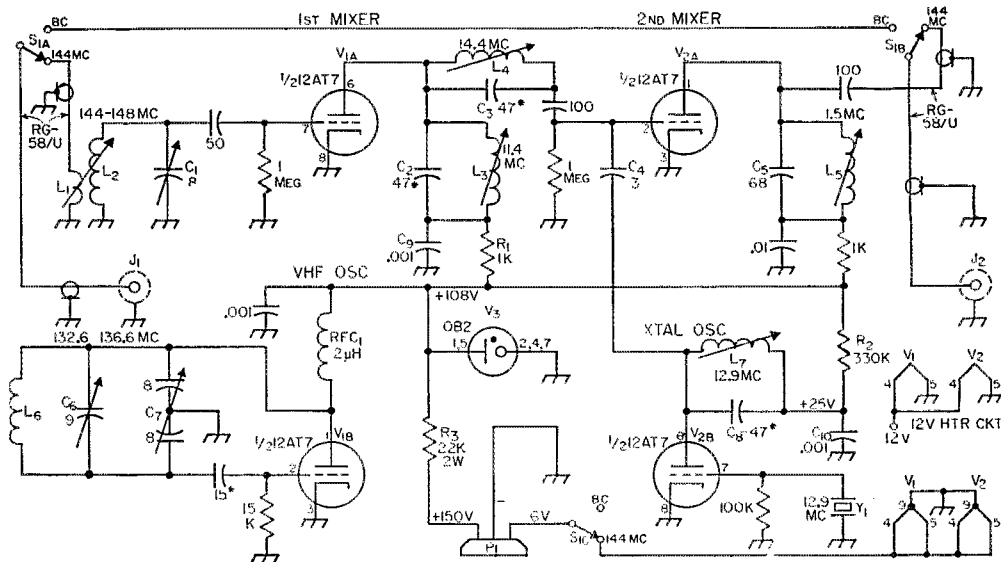 BC
1ST MIXER
2ND MIXER
BC
144
MC
S1A
144MC
V1A
14.4 MC
L4
V2A
S1B
1/2 12AT7
6
C3 47*
100
1/2 12AT7
1
100
RG-
58/U
144-148MC
50
7
8
2
3
1.5MC
RG-
58/U
L1
L2
C1
8
1
MEG
C2
47*
L3
11.4
MC
1
MEG
C4
3
C5
68
L5
C9
.001
R1
1K
.01
1K
J1
VHF OSC
+108V
J2
.001
V3
OB2
132.6 136.6 MC
RFC1
2µH
1,5
2,4,7
XTAL OSC
L7
12.9MC
R2
330K
V1
V2
L6
C6
9
8
C7
8
4
5
4
5
12V
12V HTR CKT
1/2 12AT7
1
V1B
R3
2.2K
2W
C8 47*
+25V
C10
.001
1/2 12AT7
6
V2B
15*
2
3
15
K
8
7
100K
12.9
MC
Y1
BC
V1
V2
9
9
4
5
4
5
+150V
P1
6V
S1C
144MC